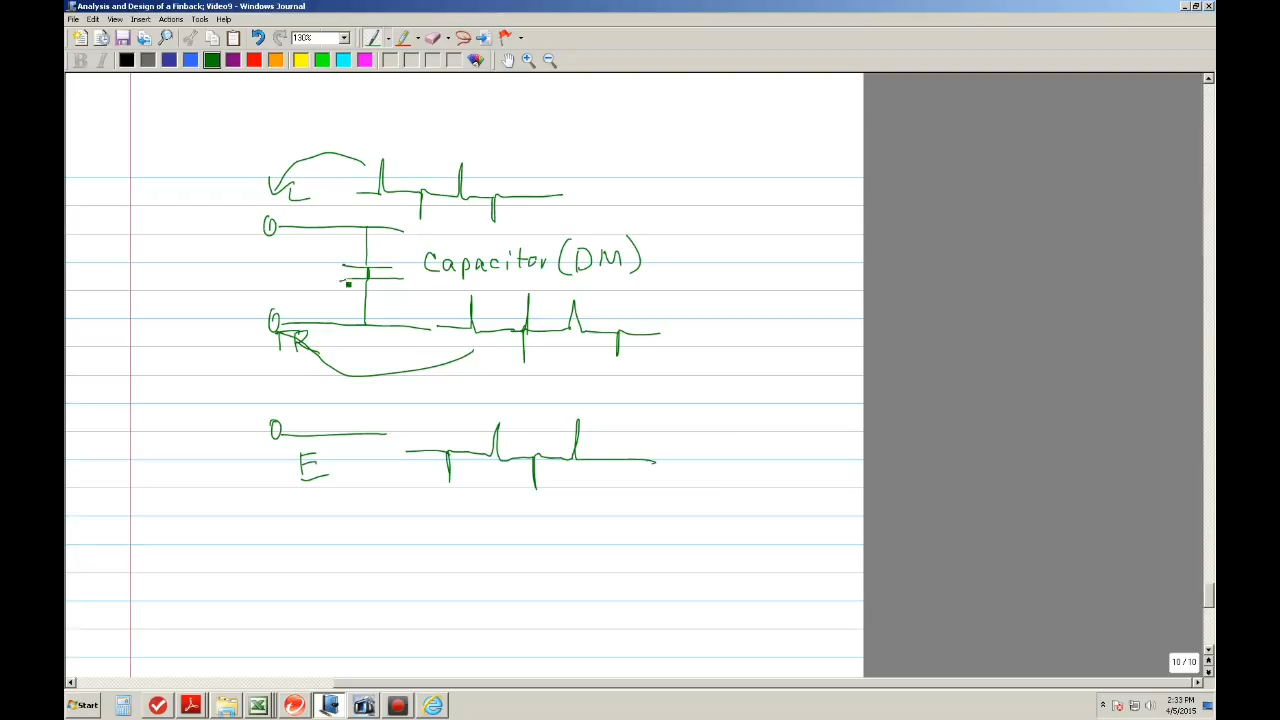 Analysis and Design of a Finback; Video9 - Windows Journal
File Edit View Insert Actions Tools Help
130%
L
Capacitor (DM)
E
10 / 10
Start
2:33 PM
4/5/2015